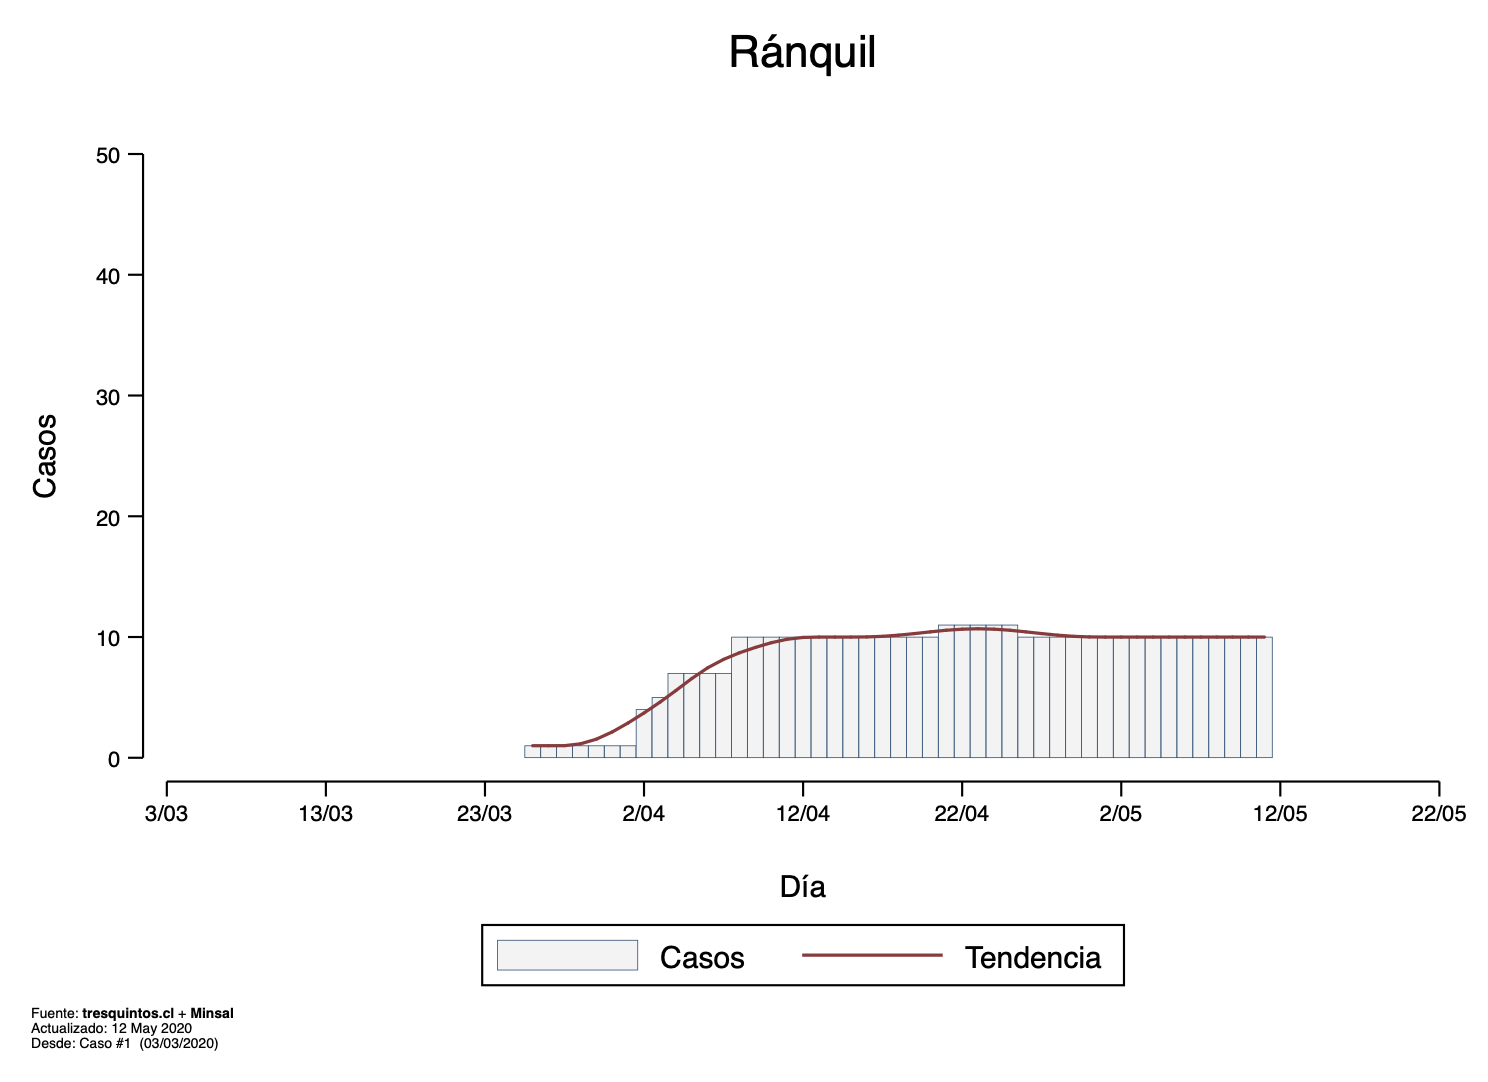 Ránquil
50
40
30
20
10
0
Casos
3/03 13/03 23/03 2/04 12/04 22/04 2/05 12/05 22/05
Día
Casos Tendencia
Fuente: tresquintos.cl + Minsal
Actualizado: 12 May 2020
Desde: Caso #1 (03/03/2020)